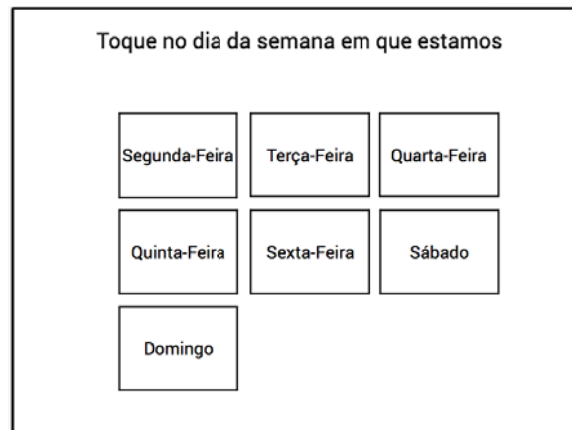 Toque no dia da semana em que estamos
Segunda-Feira Terça-Feira Quarta-Feira
Quinta-Feira Sexta-Feira Sábado
Domingo